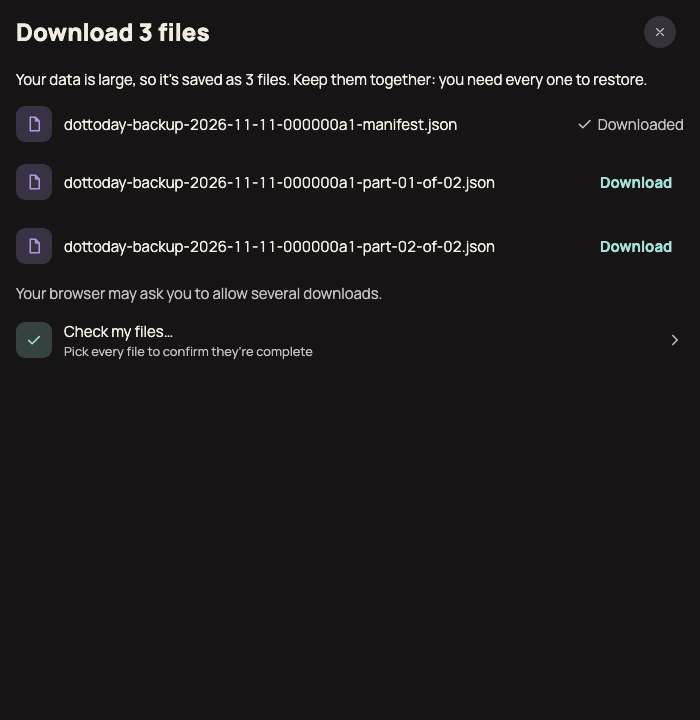 Download 3 files
Your data is large, so it's saved as 3 files. Keep them together: you need every one to restore.
dottoday-backup-2026-11-11-000000a1-manifest.json
Downloaded
dottoday-backup-2026-11-11-000000a1-part-01-of-02.json
Download
dottoday-backup-2026-11-11-000000a1-part-02-of-02.json
Download
Your browser may ask you to allow several downloads.
Check my files…
Pick every file to confirm they're complete